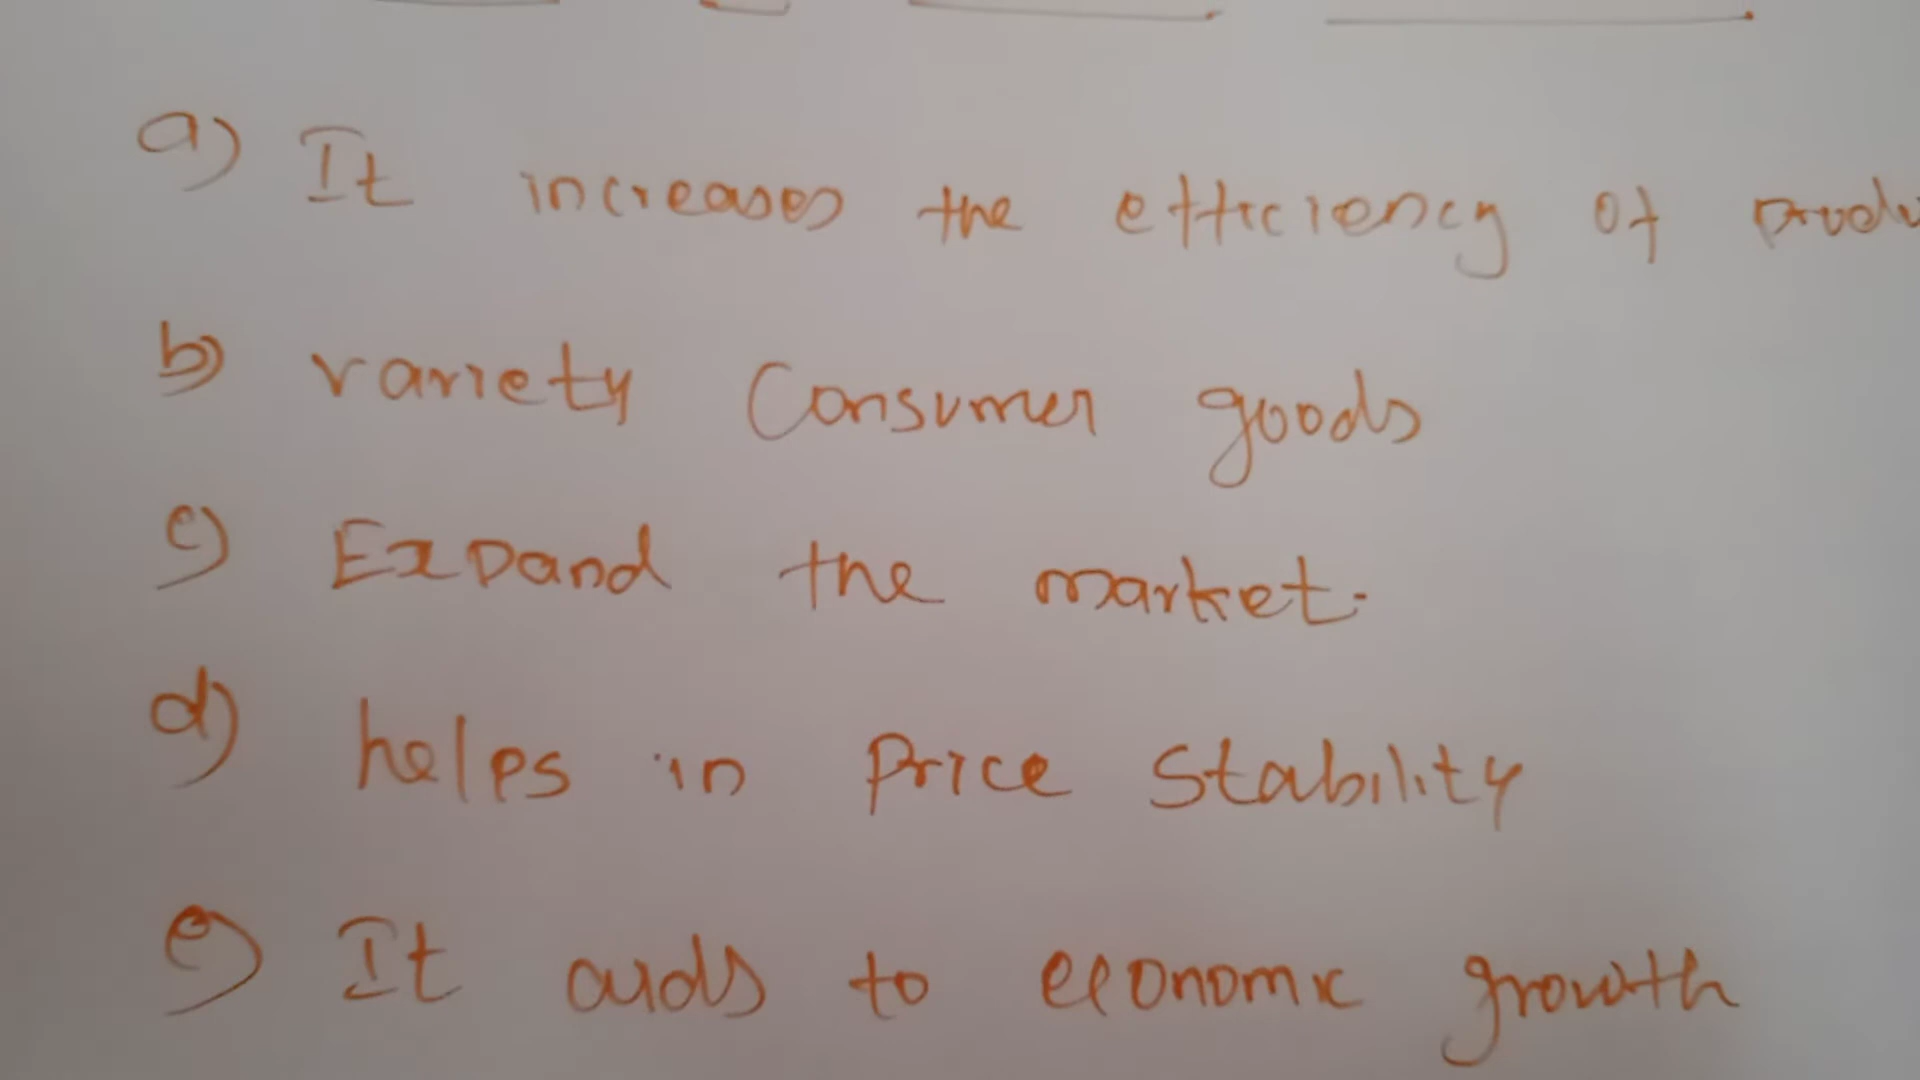 a) It increases the efficiency of produ
b) variety Consumer goods
c) Expand the market.
d) helps in Price Stability
e) It aids to economic growth